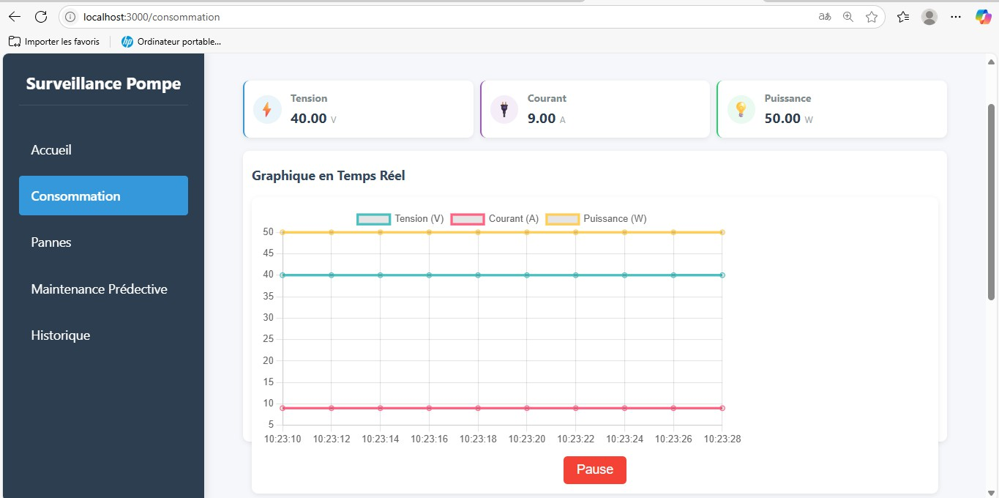 localhost:3000/consommation
aあ
Importer les favoris
hp
Ordinateur portable...
Surveillance Pompe
Accueil
Consommation
Pannes
Maintenance Prédective
Historique
Tension
40.00 V
Courant
9.00 A
Puissance
50.00 W
Graphique en Temps Réel
Tension (V) Courant (A) Puissance (W)
50
45
40
35
30
25
20
15
10
5
10:23:10 10:23:12 10:23:14 10:23:16 10:23:18 10:23:20 10:23:22 10:23:24 10:23:26 10:23:28
Pause